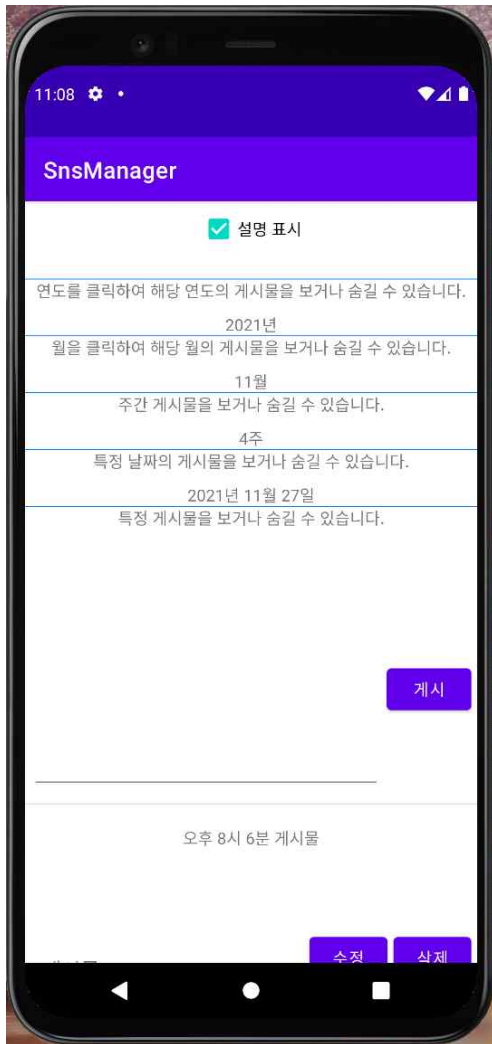 11:08
SnsManager
설명 표시
연도를 클릭하여 해당 연도의 게시물을 보거나 숨길 수 있습니다.
2021년
월을 클릭하여 해당 월의 게시물을 보거나 숨길 수 있습니다.
11월
주간 게시물을 보거나 숨길 수 있습니다.
4주
특정 날짜의 게시물을 보거나 숨길 수 있습니다.
2021년 11월 27일
특정 게시물을 보거나 숨길 수 있습니다.
게시
오후 8시 6분 게시물
수정 삭제